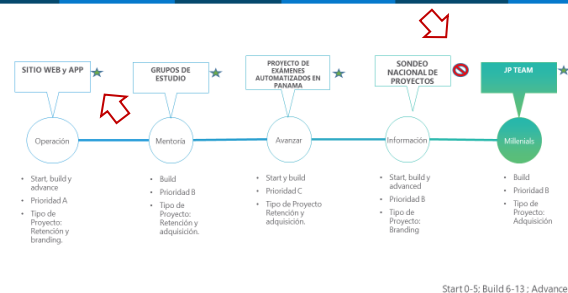 SITIO WEB y APP
GRUPOS DE
ESTUDIO
PROYECTO DE
EXÁMENES
AUTOMATIZADOS EN
PANAMA
SONDEO
NACIONAL DE
PROYECTOS
JP TEAM
Operación
Mentoría
Avanzar
Información
Millenials
• Start, build y
advance
• Prioridad A
• Tipo de
Proyecto:
Retención y
branding.
• Build
• Prioridad B
• Tipo de
Proyecto:
Retención y
adquisición.
• Start y build
• Prioridad C
• Tipo de Proyecto
Retención y
adquisición.
• Start, build y
advanced
• Prioridad B
• Tipo de
Proyecto:
Branding
• Build
• Prioridad B
• Tipo de
Proyecto:
Adquisición
Start 0-5; Build 6-13 ; Advance